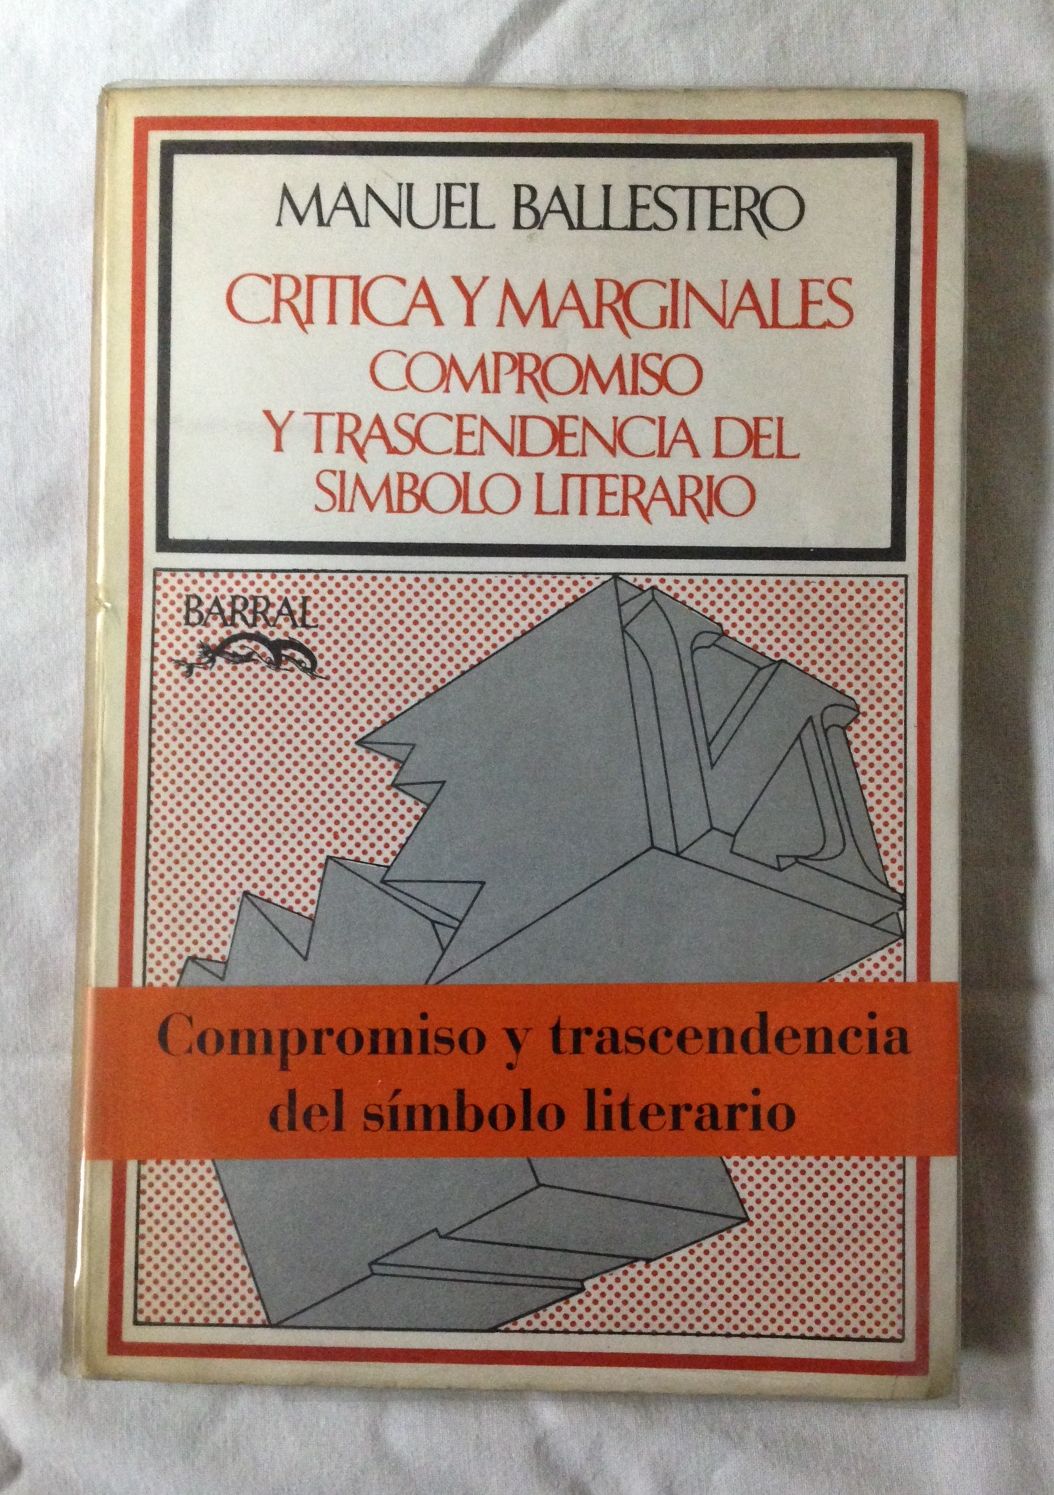 MANUEL BALLESTERO
CRITICA Y MARGINALES
COMPROMISO
Y TRASCENDENCIA DEL
SIMBOLO LITERARIO
BARRAL
Compromiso y trascendencia
del símbolo literario